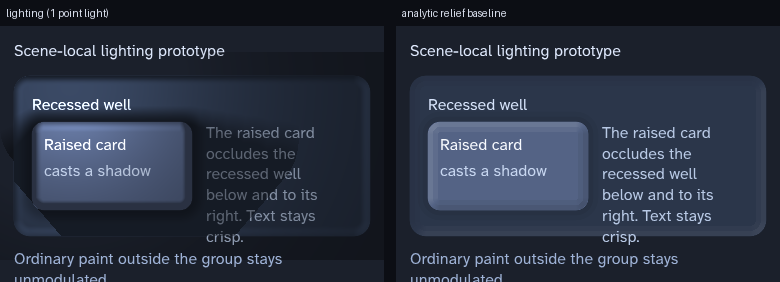 lighting (1 point light)
Scene-local lighting prototype
Recessed well
Raised card
casts a shadow
The raised card
occludes the
recessed well
below and to its
right. Text stays
crisp.
Ordinary paint outside the group stays
unmodulated
analytic relief baseline
Scene-local lighting prototype
Recessed well
Raised card
casts a shadow
The raised card
occludes the
recessed well
below and to its
right. Text stays
crisp.
Ordinary paint outside the group stays
unmodulated